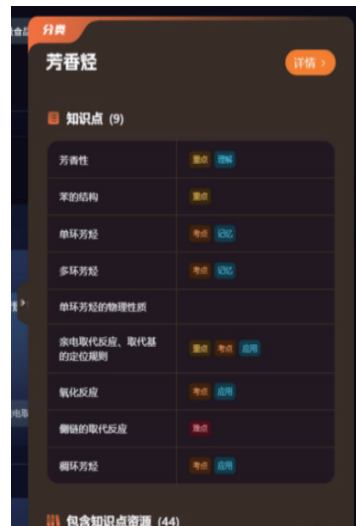 分类
芳香烃
详情 >
知识点 (9)
芳香性 重点 理解
苯的结构 重点
单环芳烃 考点 记忆
多环芳烃 考点 记忆
单环芳烃的物理性质
亲电取代反应、取代基
的定位规则 重点 考点 应用
氧化反应 考点 应用
侧链的取代反应 难点
稠环芳烃 考点 应用
包含知识点资源 (44)